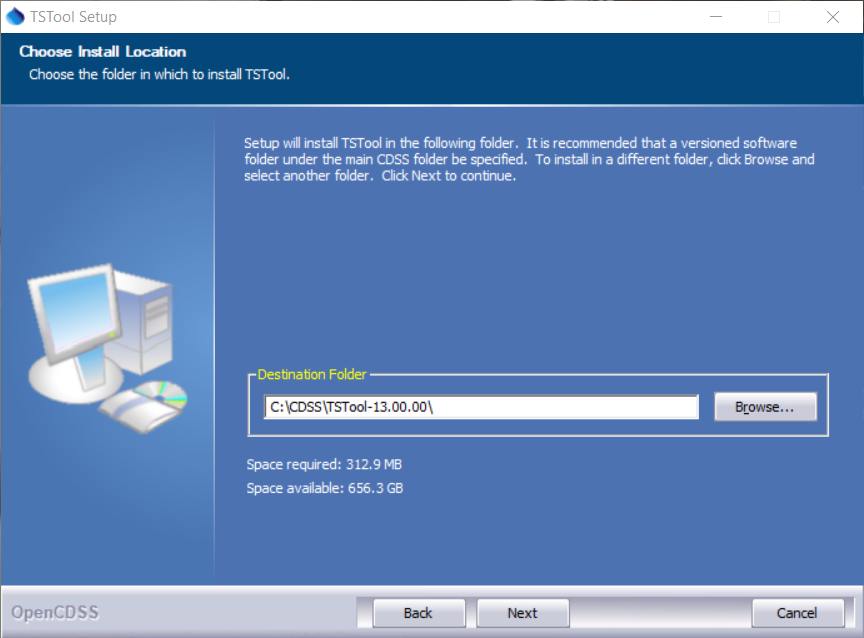 TSTool Setup
Choose Install Location
Choose the folder in which to install TSTool.
Setup will install TSTool in the following folder.  It is recommended that a versioned software
folder under the main CDSS folder be specified.  To install in a different folder, click Browse and
select another folder.  Click Next to continue.
Destination Folder
C:\CDSS\TSTool-13.00.00\
Browse...
Space required: 312.9 MB
Space available: 656.3 GB
OpenCDSS
Back
Next
Cancel